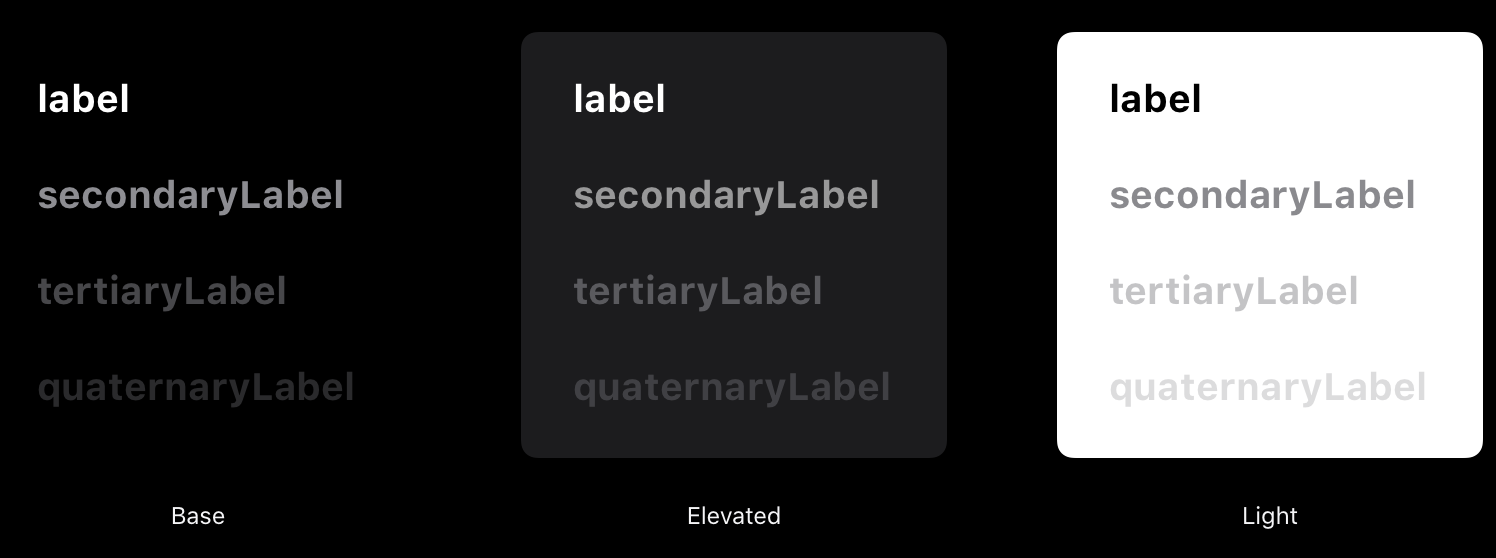 label
secondaryLabel
tertiaryLabel
quaternaryLabel
Base
label
secondaryLabel
tertiaryLabel
quaternaryLabel
Elevated
label
secondaryLabel
tertiaryLabel
quaternaryLabel
Light